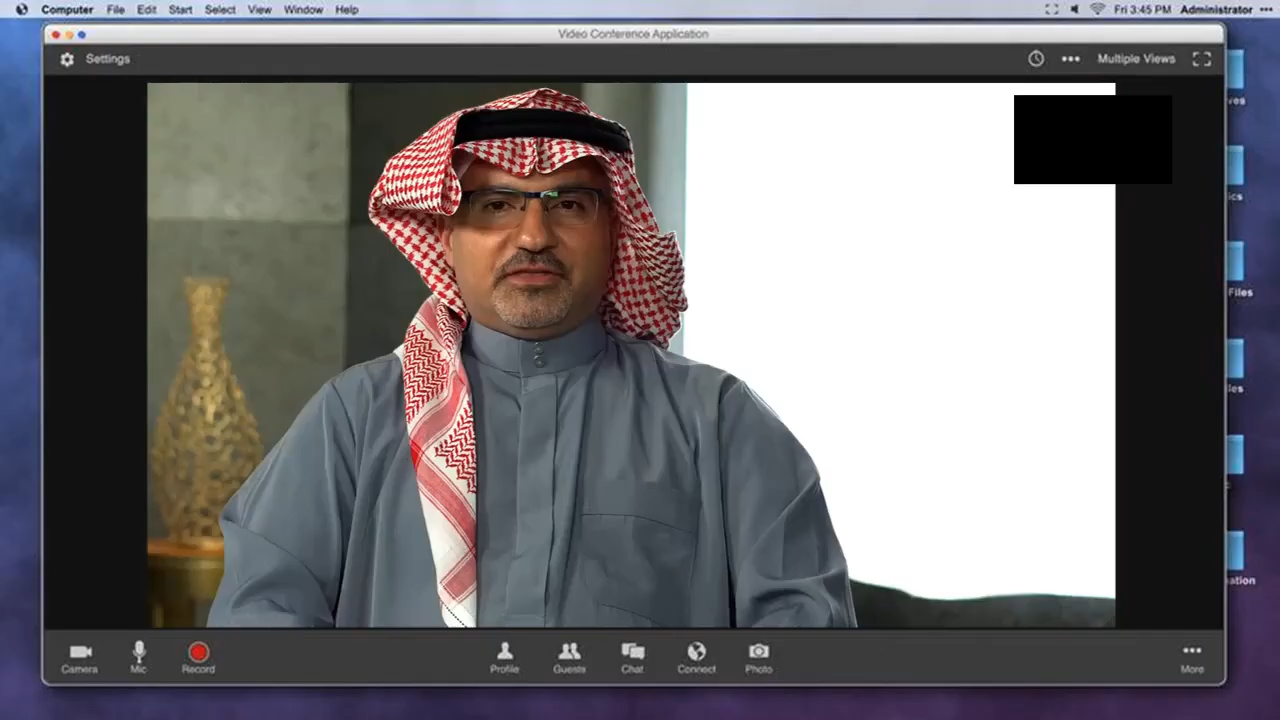 Computer File Edit Start Select View Window Help Fri 3:45 PM Administrator
Video Conference Application
Settings Multiple Views
Files
Camera Mic Record Profile Guests Chat Connect Photo More